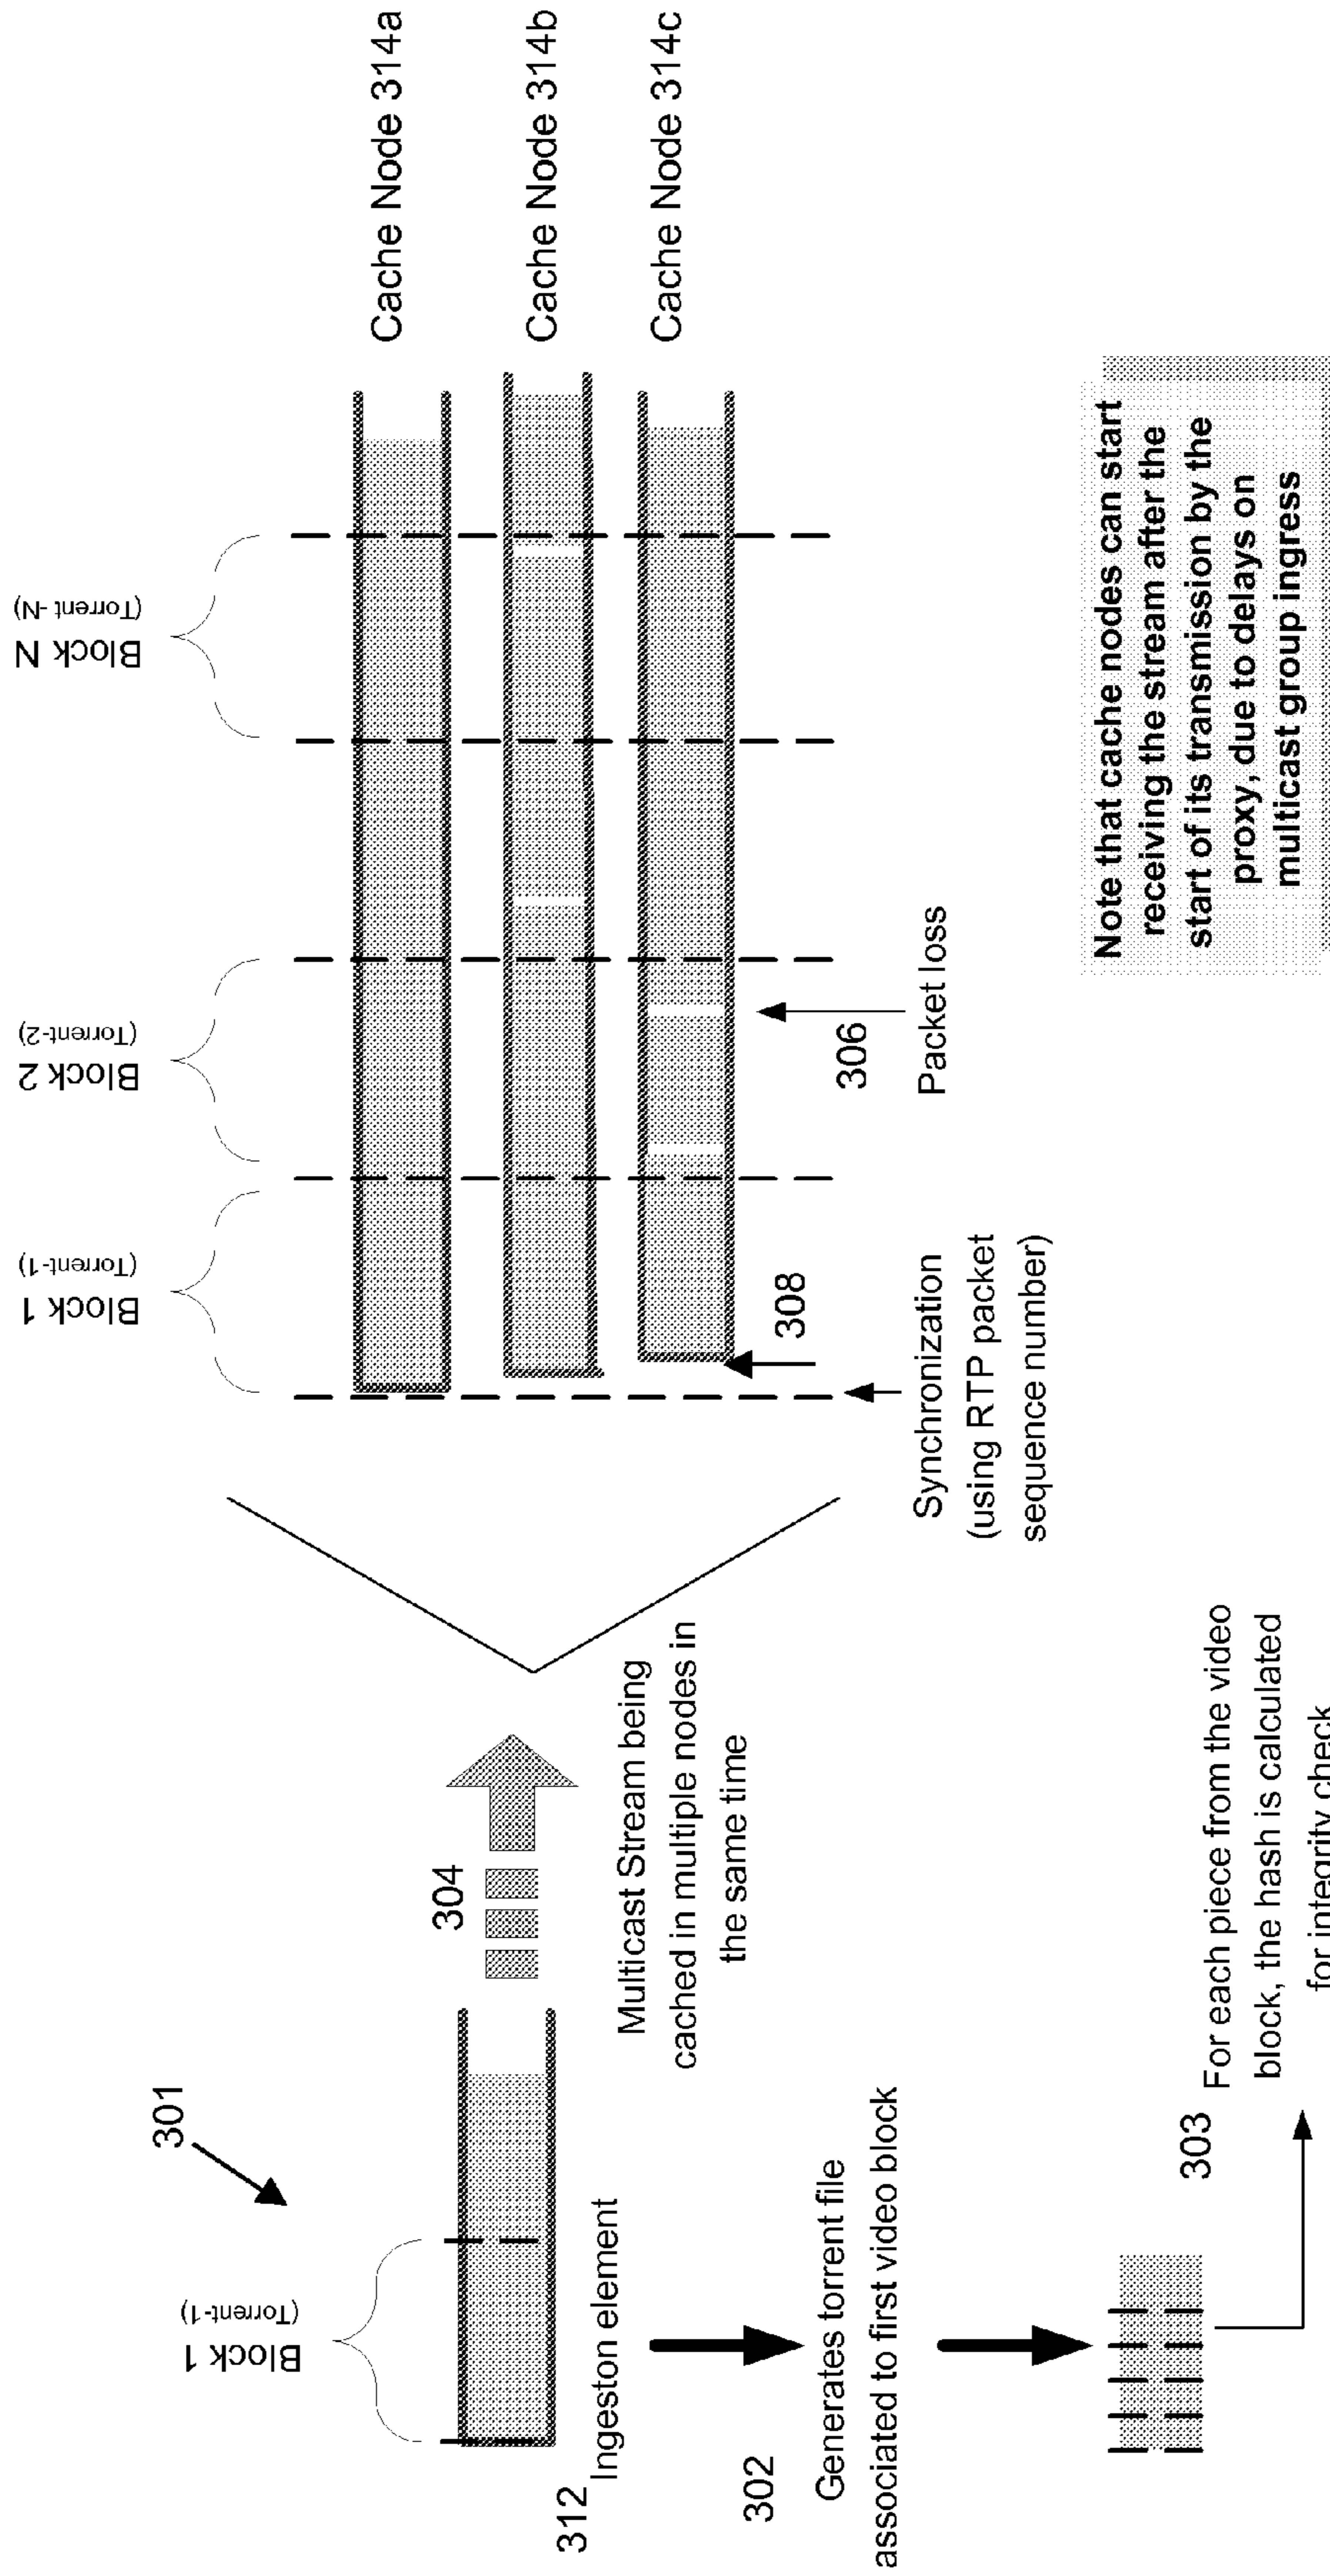 301
Block 1
(Torrent-1)
312
Ingeston element
302
Generates torrent file
associated to first video block
303
For each piece from the video
block, the hash is calculated
for integrity check
304
Multicast Stream being
cached in multiple nodes in
the same time
Block 1
(Torrent-1)
Block 2
(Torrent-2)
Block N
(Torrent -N)
Cache Node 314a
Cache Node 314b
Cache Node 314c
308
Synchronization
(using RTP packet
sequence number)
306
Packet loss
Note that cache nodes can start
receiving the stream after the
start of its transmission by the
proxy, due to delays on
multicast group ingress